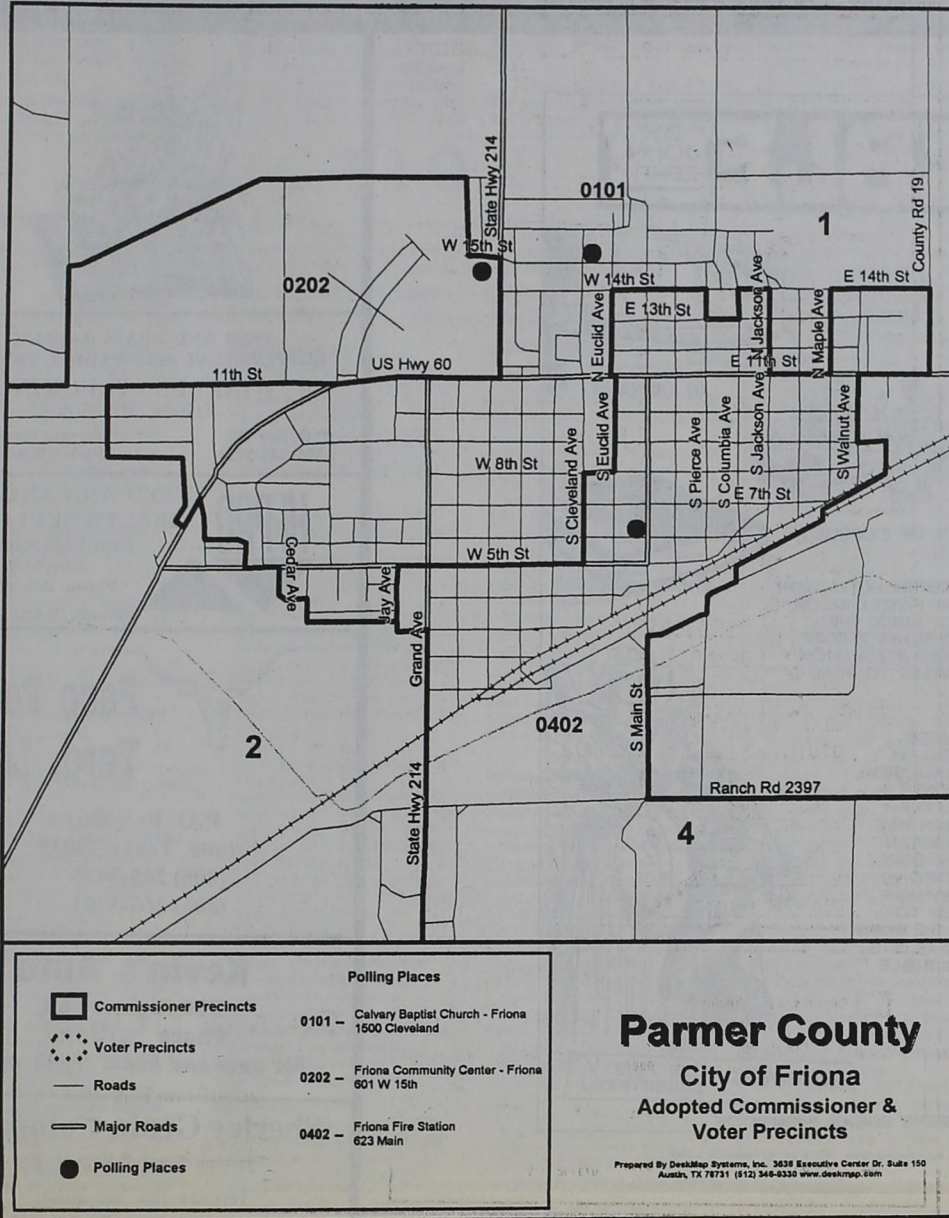 State Hwy 214
0101
County Rd 19
1
W 15th St
0202
W 14th St
E 14th St
N Jackson Ave
E 13th St
N Euclid Ave
N Maple Ave
E 11th St
US Hwy 60
11th St
S Euclid Ave
S Cleveland Ave
S Pierce Ave
S Columbia Ave
S Jackson Ave
S Walnut Ave
W 8th St
E 7th St
W 5th St
Cedar Ave
Jay Ave
Grand Ave
S Main St
2
0402
State Hwy 214
Ranch Rd 2397
4
Polling Places
Commissioner Precincts
Voter Precincts
Roads
Major Roads
Polling Places
0101 – Calvary Baptist Church - Friona
1500 Cleveland
0202 – Friona Community Center - Friona
601 W 15th
0402 – Friona Fire Station
623 Main
Parmer County
City of Friona
Adopted Commissioner &
Voter Precincts
Prepared By DeskMap Systems, Inc. 3636 Executive Center Dr. Suite 150
Austin, TX 78731 (512) 346-9330 www.deskmap.com